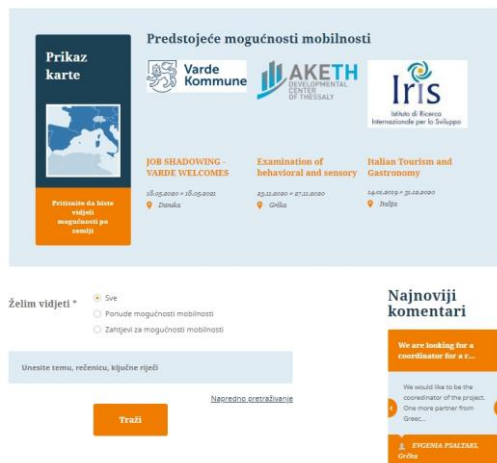 Prikaz
karte
Pritisnite da biste
vidjeli
mogućnosti po
zemlji
Predstojeće mogućnosti mobilnosti
Varde
Kommune
AKETH
DEVELOPMENTAL
CENTER
OF THESSALY
Iris
Istituto di Ricerca
Internazionale per lo Sviluppo
JOB SHADOWING -
VARDE WELCOMES
18.05.2020 » 18.05.2021
Danska
Examination of
behavioral and sensory
23.11.2020 » 27.11.2020
Grčka
Italian Tourism and
Gastronomy
14.01.2019 » 31.12.2020
Italija
Želim vidjeti *
Sve
Ponude mogućnosti mobilnosti
Zahtjevi za mogućnosti mobilnosti
Unesite temu, rečenicu, ključne riječi
Napredno pretraživanje
Traži
Najnoviji
komentari
We are looking for a
coordinator for a r...
We would like to be the
cooredinator of the project.
One more partner from
Greec...
EVGENIA PSALTAKI,
Grčka